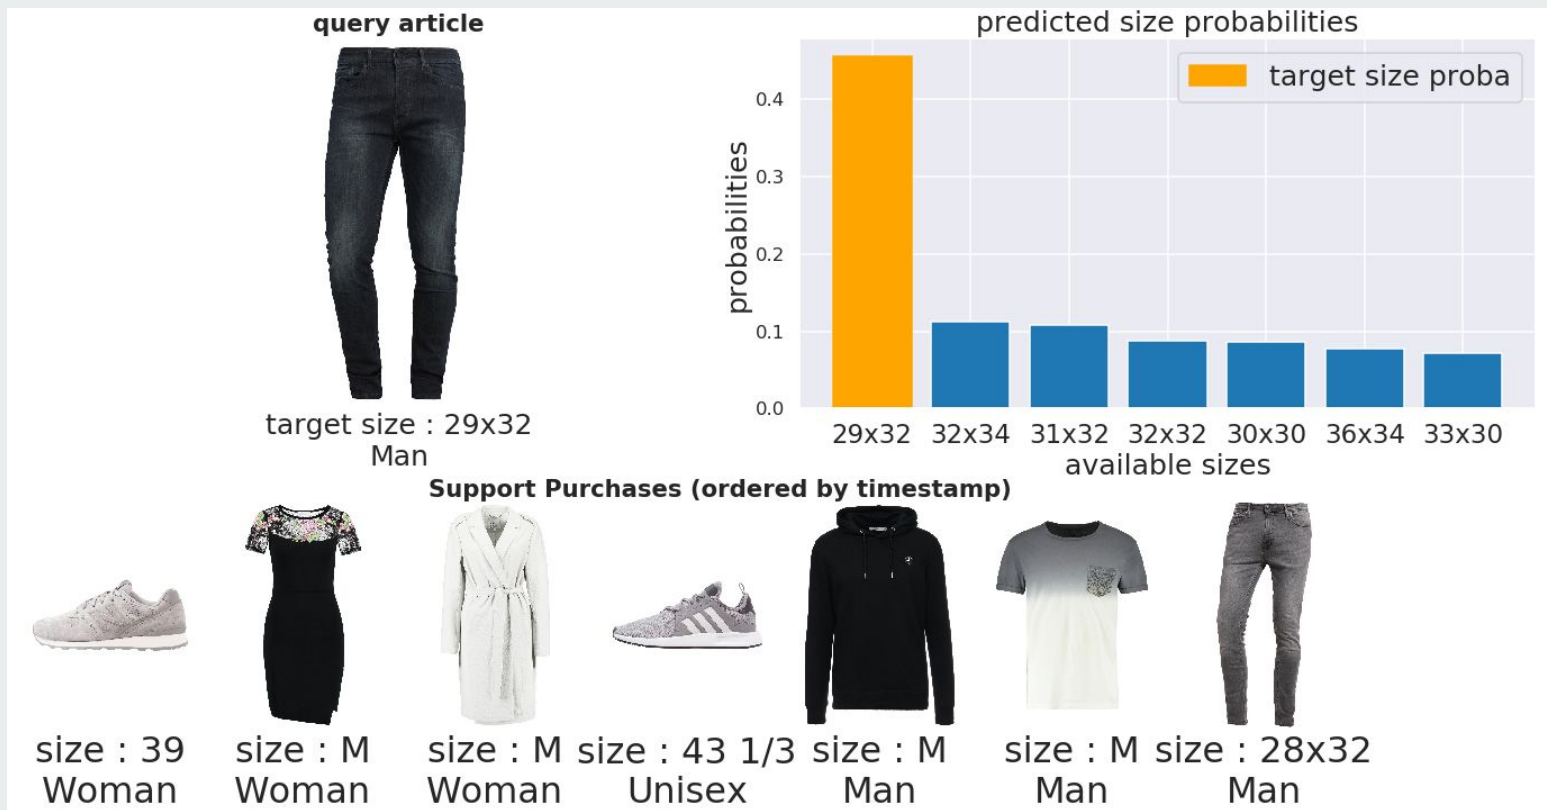 query article
target size : 29x32
Man
predicted size probabilities
target size proba
probabilities
0.4
0.3
0.2
0.1
0.0
29x32 32x34 31x32 32x32 30x30 36x34 33x30
available sizes
Support Purchases (ordered by timestamp)
size : 39 size : M size : M size : 43 1/3 size : M size : M size : 28x32
Woman Woman Woman Unisex Man Man Man